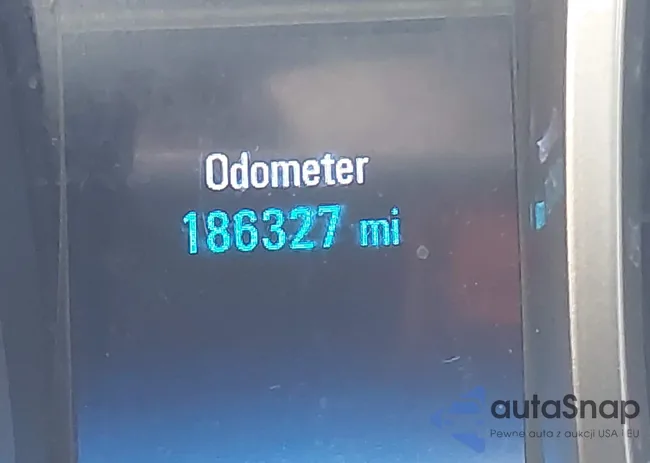 Odometer
186327 mi
autaSnap
Pewne auta z aukcji USA i EU